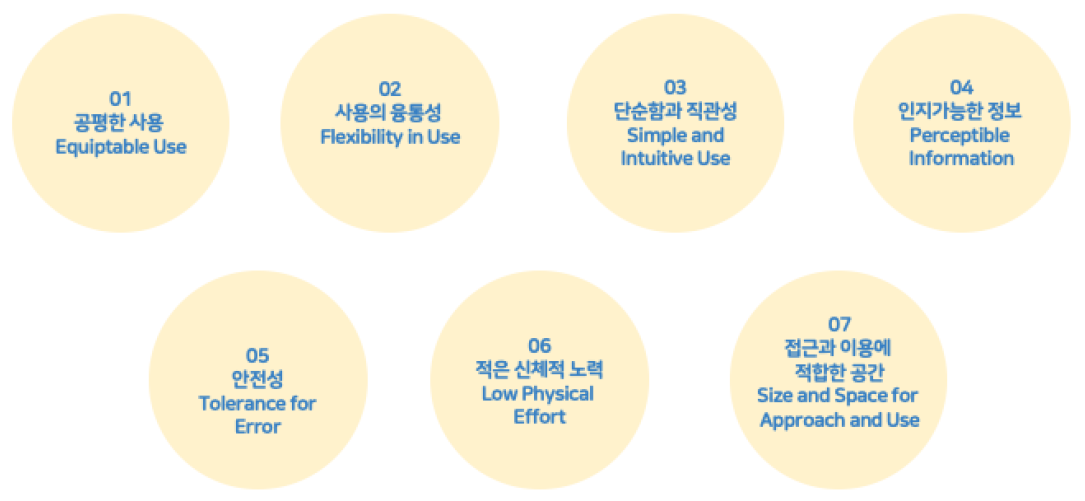 01
공평한 사용
Equiptable Use
02
사용의 융통성
Flexibility in Use
03
단순함과 직관성
Simple and
Intuitive Use
04
인지가능한 정보
Perceptible
Information
05
안전성
Tolerance for
Error
06
적은 신체적 노력
Low Physical
Effort
07
접근과 이용에
적합한 공간
Size and Space for
Approach and Use